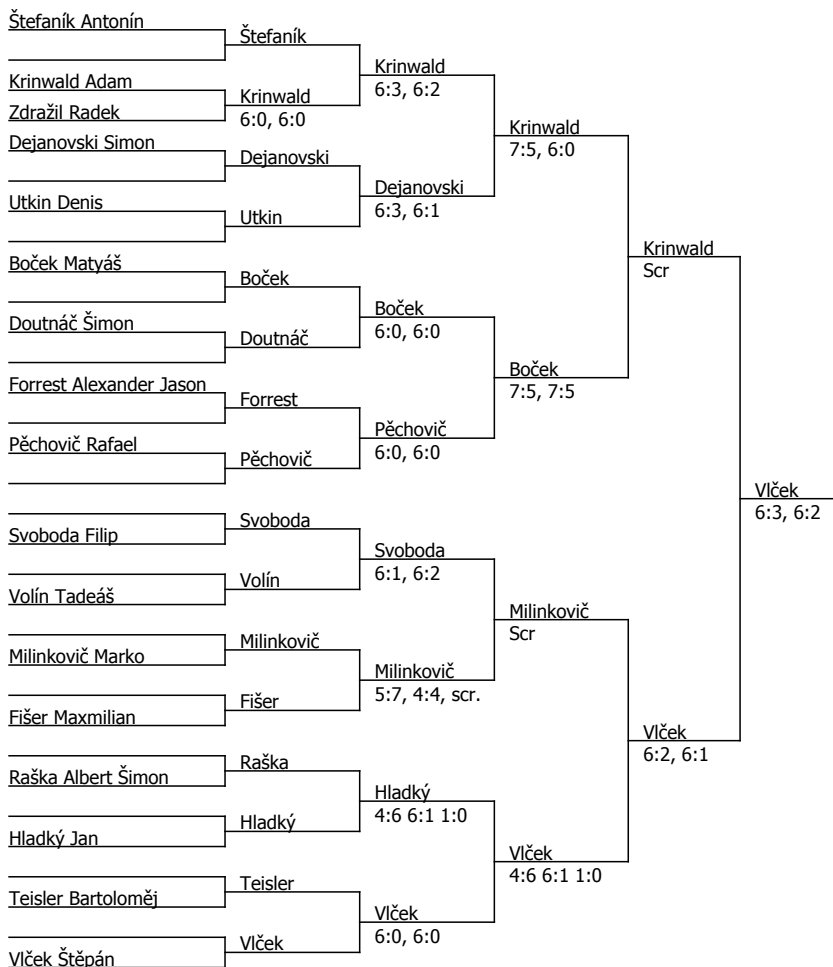 Štefaník Antonín
Krinwald Adam
Zdražil Radek
Dejanovski Simon
Utkin Denis
Boček Matyáš
Doutnáč Šimon
Forrest Alexander Jason
Pěchovič Rafael
Svoboda Filip
Volín Tadeáš
Milinkovič Marko
Fišer Maxmilian
Raška Albert Šimon
Hladký Jan
Teisler Bartoloměj
Vlček Štěpán
Štefaník
Krinwald
6:0, 6:0
Dejanovski
Utkin
Boček
Doutnáč
Forrest
Pěchovič
Svoboda
Volín
Milinkovič
Fišer
Raška
Hladký
Teisler
Vlček
Krinwald
6:3, 6:2
Dejanovski
6:3, 6:1
Boček
6:0, 6:0
Pěchovič
6:0, 6:0
Svoboda
6:1, 6:2
Milinkovič
5:7, 4:4, scr.
Hladký
4:6 6:1 1:0
Vlček
6:0, 6:0
Krinwald
7:5, 6:0
Boček
7:5, 7:5
Milinkovič
Scr
Vlček
4:6 6:1 1:0
Krinwald
Scr
Vlček
6:2, 6:1
Vlček
6:3, 6:2